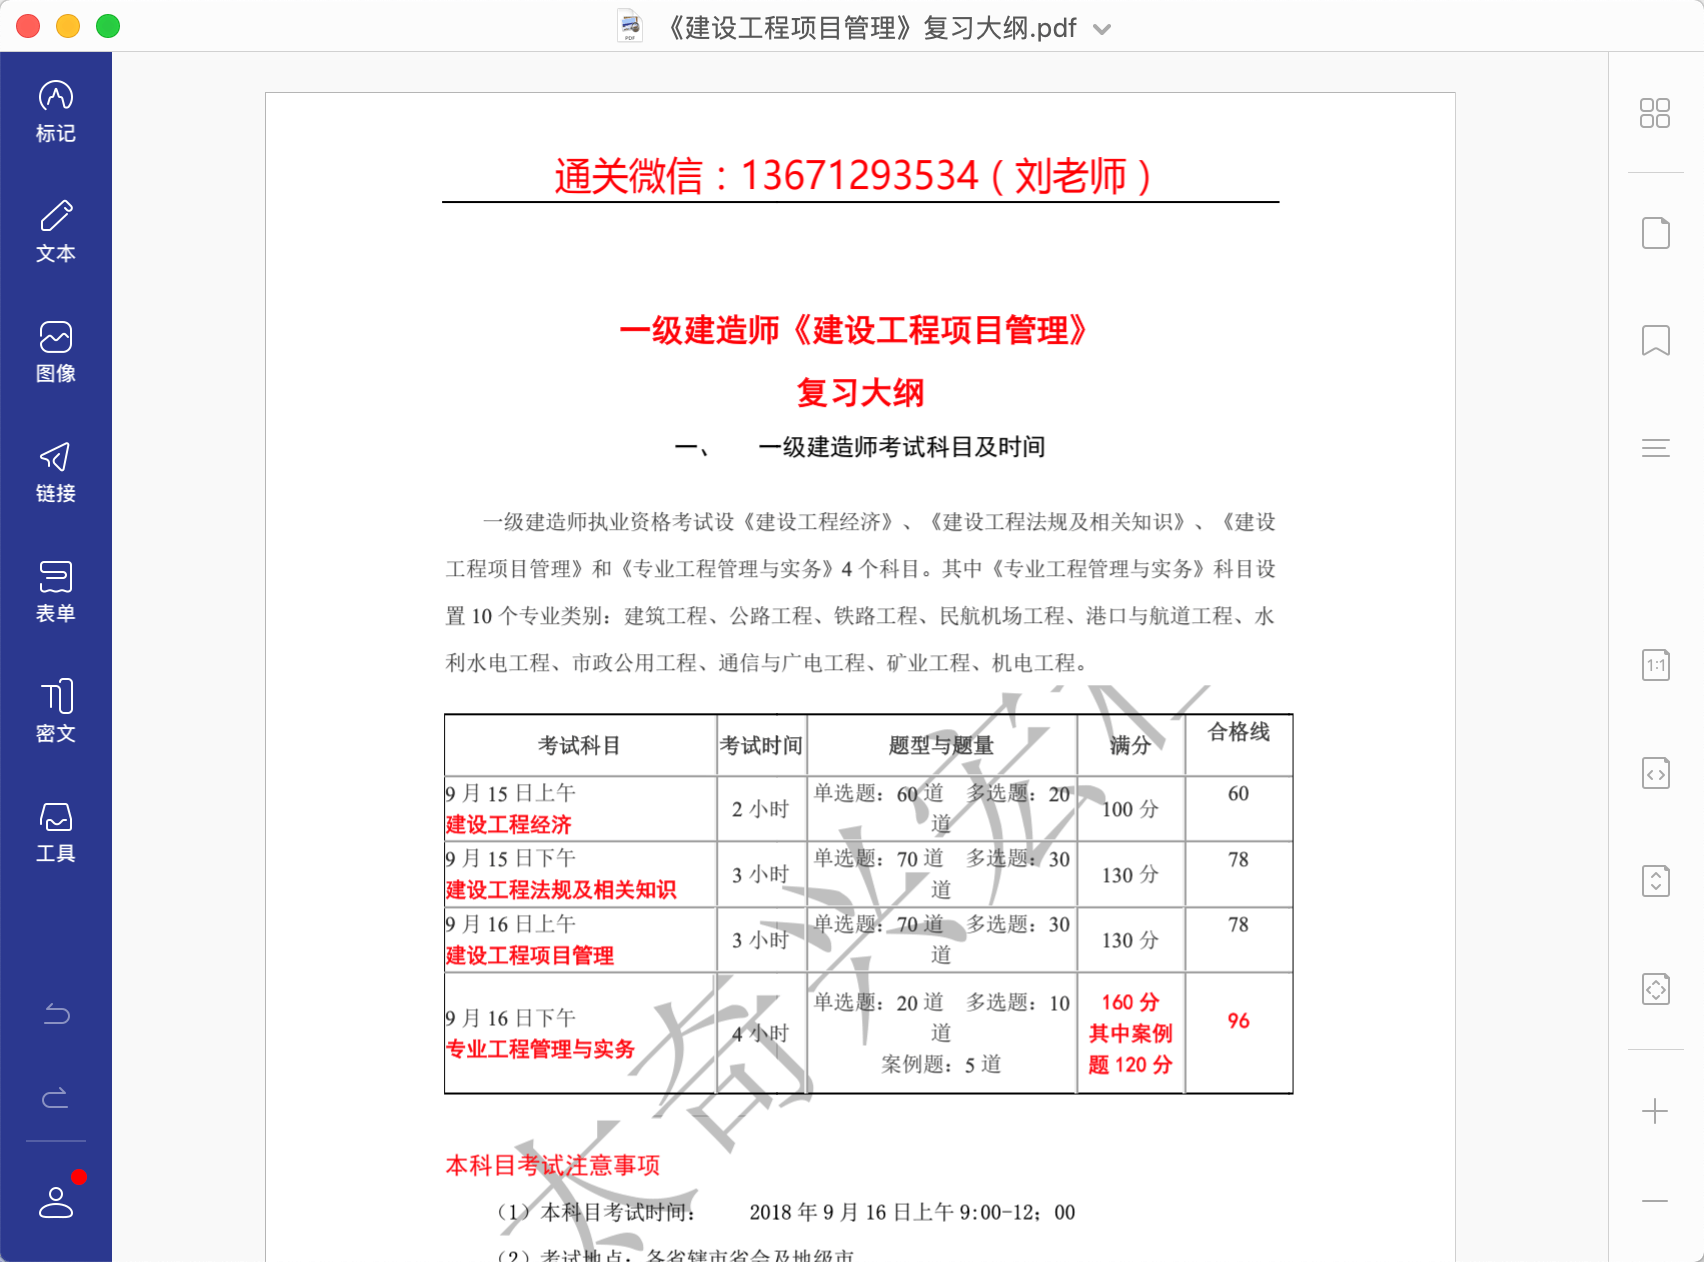 《建设工程项目管理》复习大纲.pdf
标记
文本
图像
链接
表单
密文
工具
通关微信：13671293534（刘老师）
一级建造师《建设工程项目管理》
复习大纲
一、 一级建造师考试科目及时间
一级建造师执业资格考试设《建设工程经济》、《建设工程法规及相关知识》、《建设
工程项目管理》和《专业工程管理与实务》4 个科目。其中《专业工程管理与实务》科目设
置 10 个专业类别：建筑工程、公路工程、铁路工程、民航机场工程、港口与航道工程、水
利水电工程、市政公用工程、通信与广电工程、矿业工程、机电工程。
考试科目 考试时间 题型与题量 满分 合格线
9 月 15 日上午
建设工程经济
2 小时
单选题：60 道 多选题：20
道
100 分
60
9 月 15 日下午
建设工程法规及相关知识
3 小时
单选题：70 道 多选题：30
道
130 分
78
9 月 16 日上午
建设工程项目管理
3 小时
单选题：70 道 多选题：30
道
130 分
78
9 月 16 日下午
专业工程管理与实务
4 小时
单选题：20 道 多选题：10
道
案例题：5 道
160 分
其中案例
题 120 分
96
本科目考试注意事项
（1）本科目考试时间： 2018 年 9 月 16 日上午 9:00-12；00
（2）考试地点：各省辖市省会及地级市
1:1